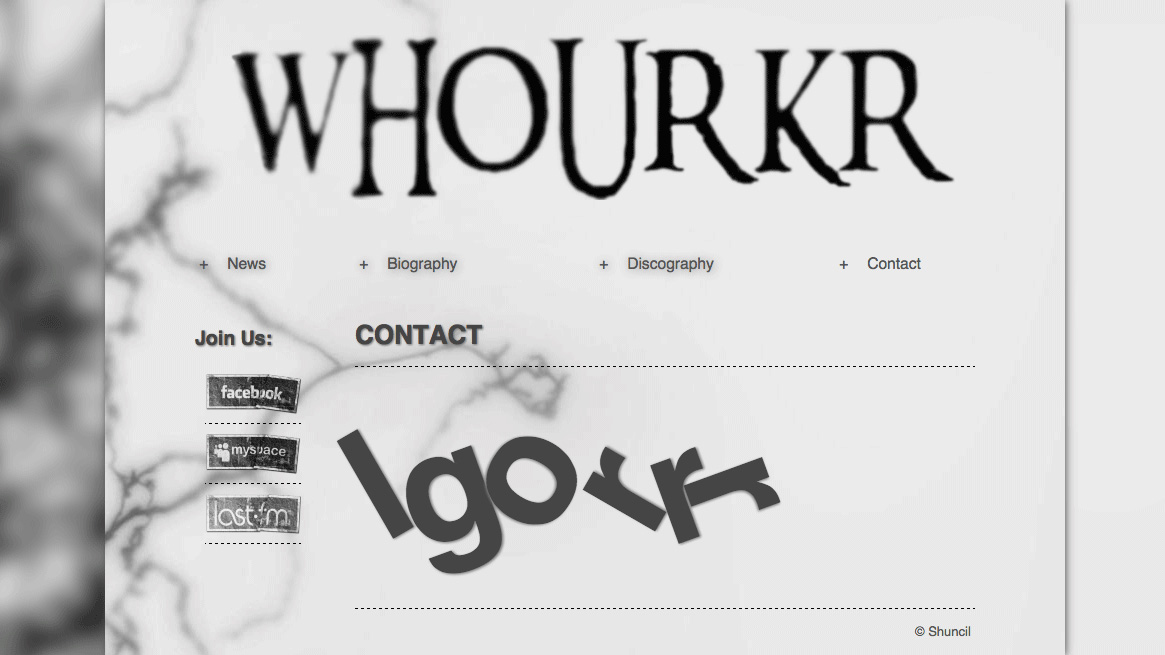 WHOURKR
+ News + Biography + Discography + Contact
Join Us:
CONTACT
facebook
myspace
last.fm
Igorrr
© Shuncil